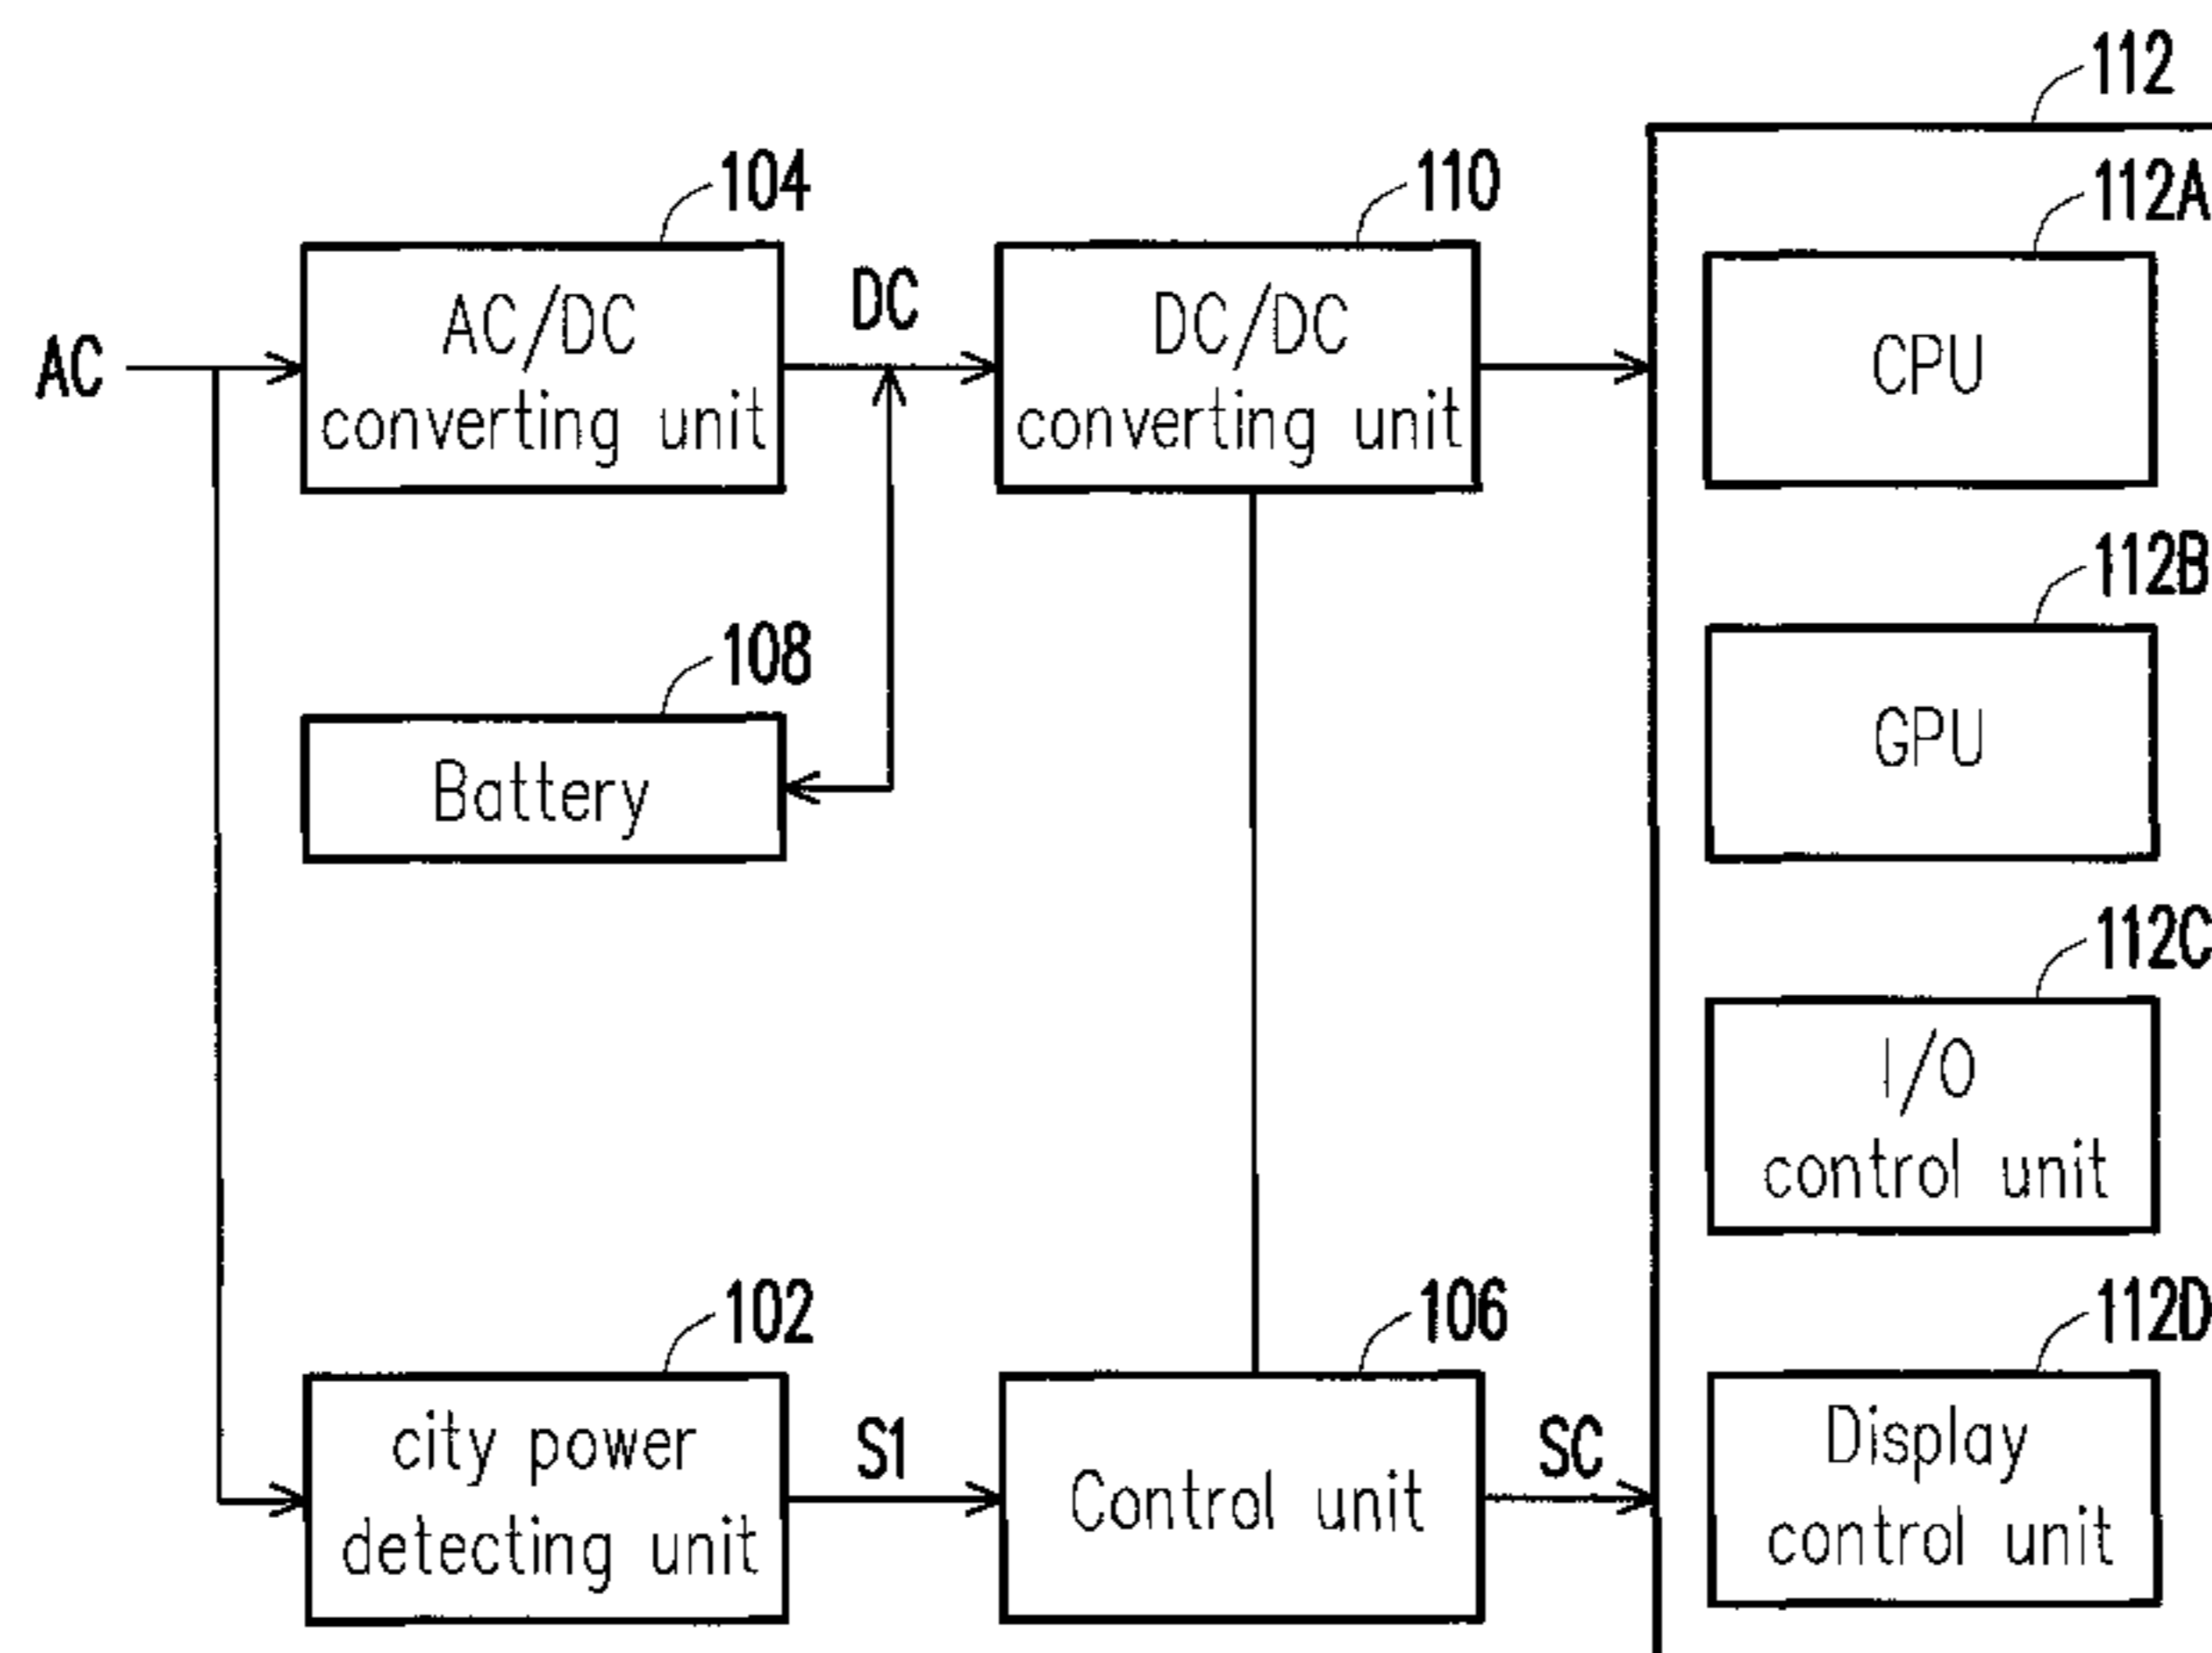 112
104
110
112A
AC/DC
converting unit
DC
DC/DC
converting unit
AC
CPU
112B
108
GPU
Battery
112C
I/O
control unit
102
106
112D
city power
detecting unit
S1
Control unit
SC
Display
control unit